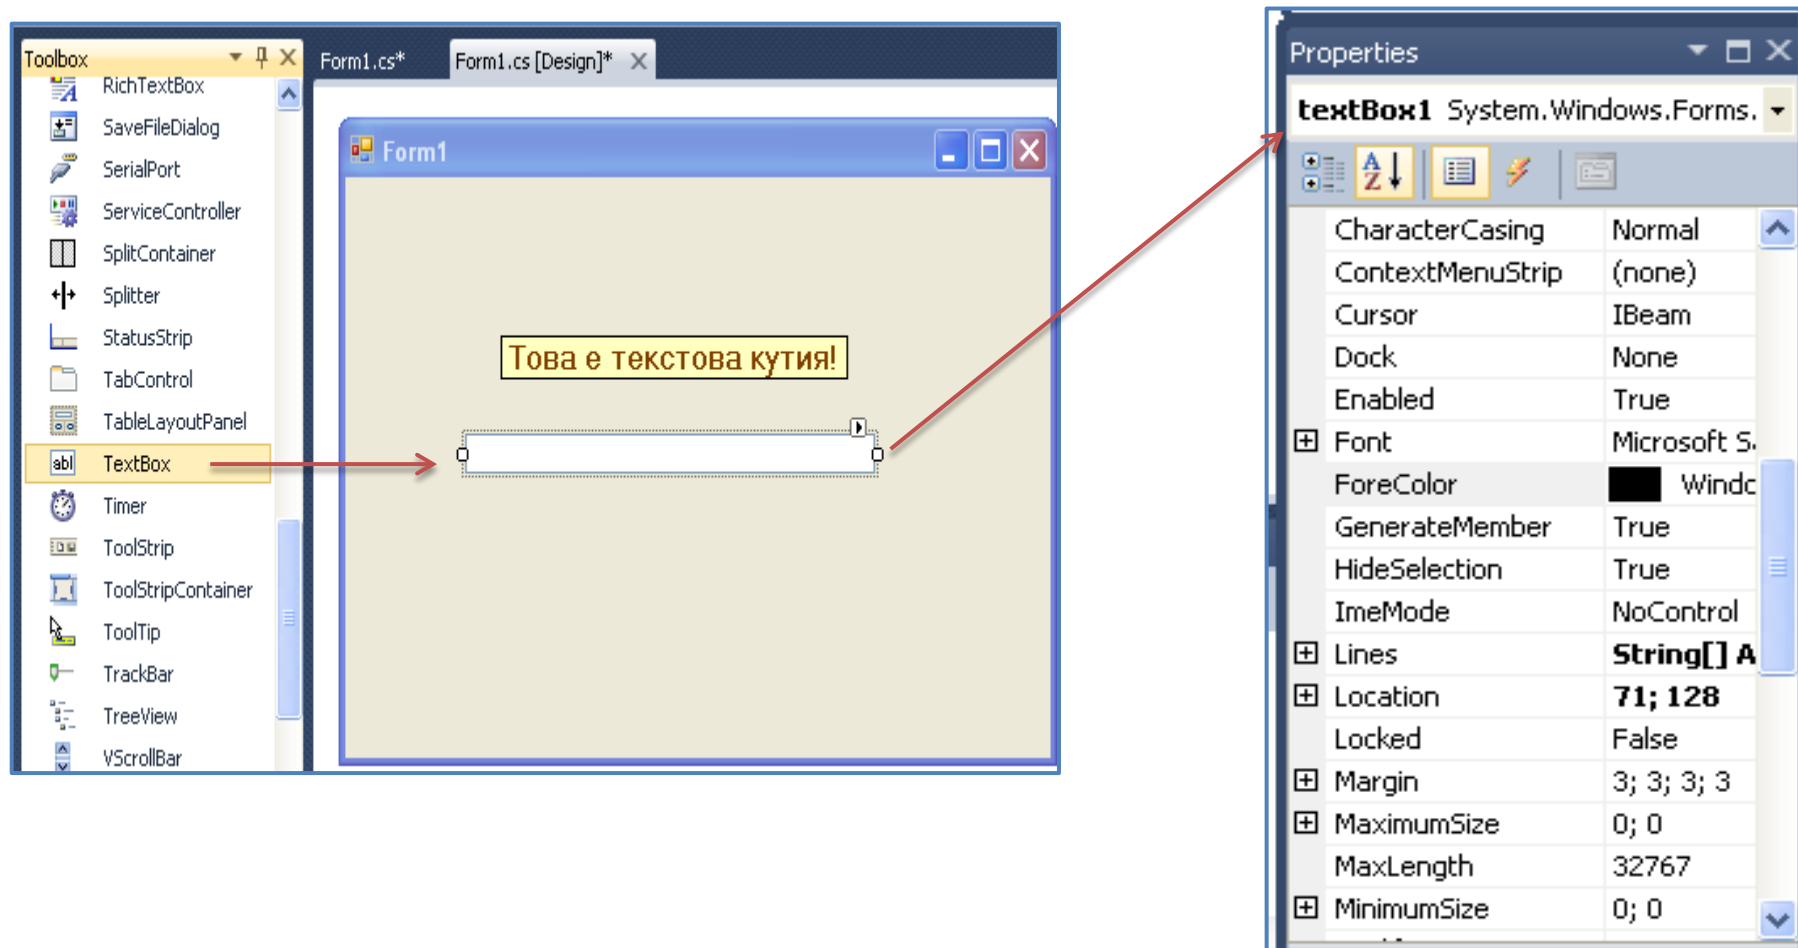 Toolbox
RichTextBox
SaveFileDialog
SerialPort
ServiceController
SplitContainer
Splitter
StatusStrip
TabControl
TableLayoutPanel
abl TextBox
Timer
ToolStrip
ToolStripContainer
ToolTip
TrackBar
TreeView
VScrollBar
Form1.cs* Form1.cs [Design]*
Form1
Това е текстова кутия!
Properties
textBox1 System.Windows.Forms.
CharacterCasing Normal
ContextMenuStrip (none)
Cursor IBeam
Dock None
Enabled True
Font Microsoft
ForeColor
GenerateMember True
HideSelection True
ImeMode NoControl
Lines String[] A
Location 71; 128
Locked False
Margin 3; 3; 3; 3
MaximumSize 0; 0
MaxLength 32767
MinimumSize 0; 0